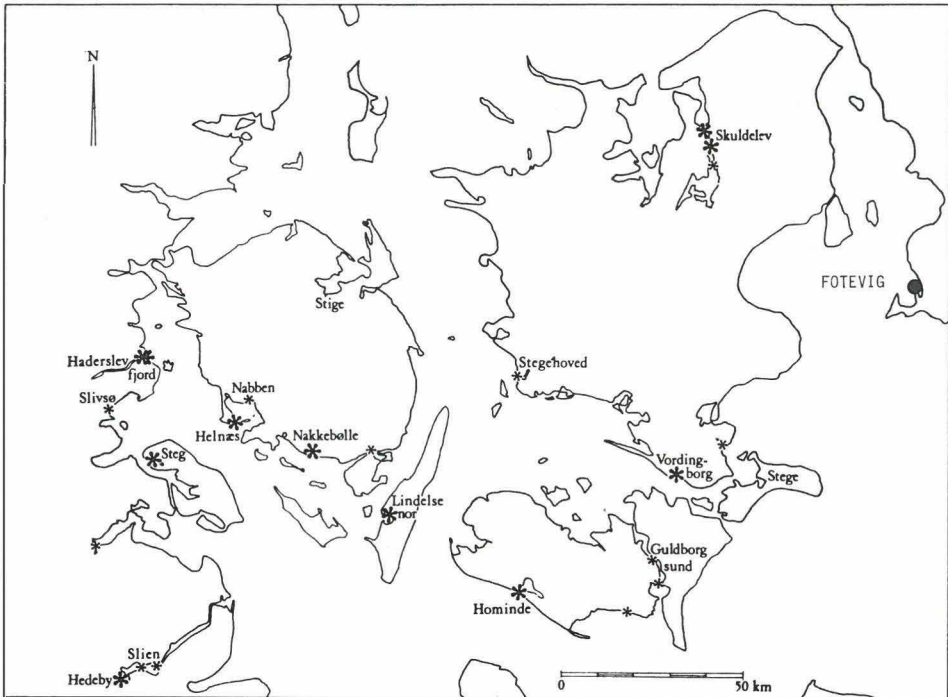 N
Skuldelev
FOTEVIG
Stige
Haderslev
fjord
Stegehoved
Nabben
Slivsø
Helnæs
Nakkebølle
Steg
Vording-
borg
Stege
Lindelse
nor
Guldborg
sund
Hominde
Slien
Hedeby
0 50 km